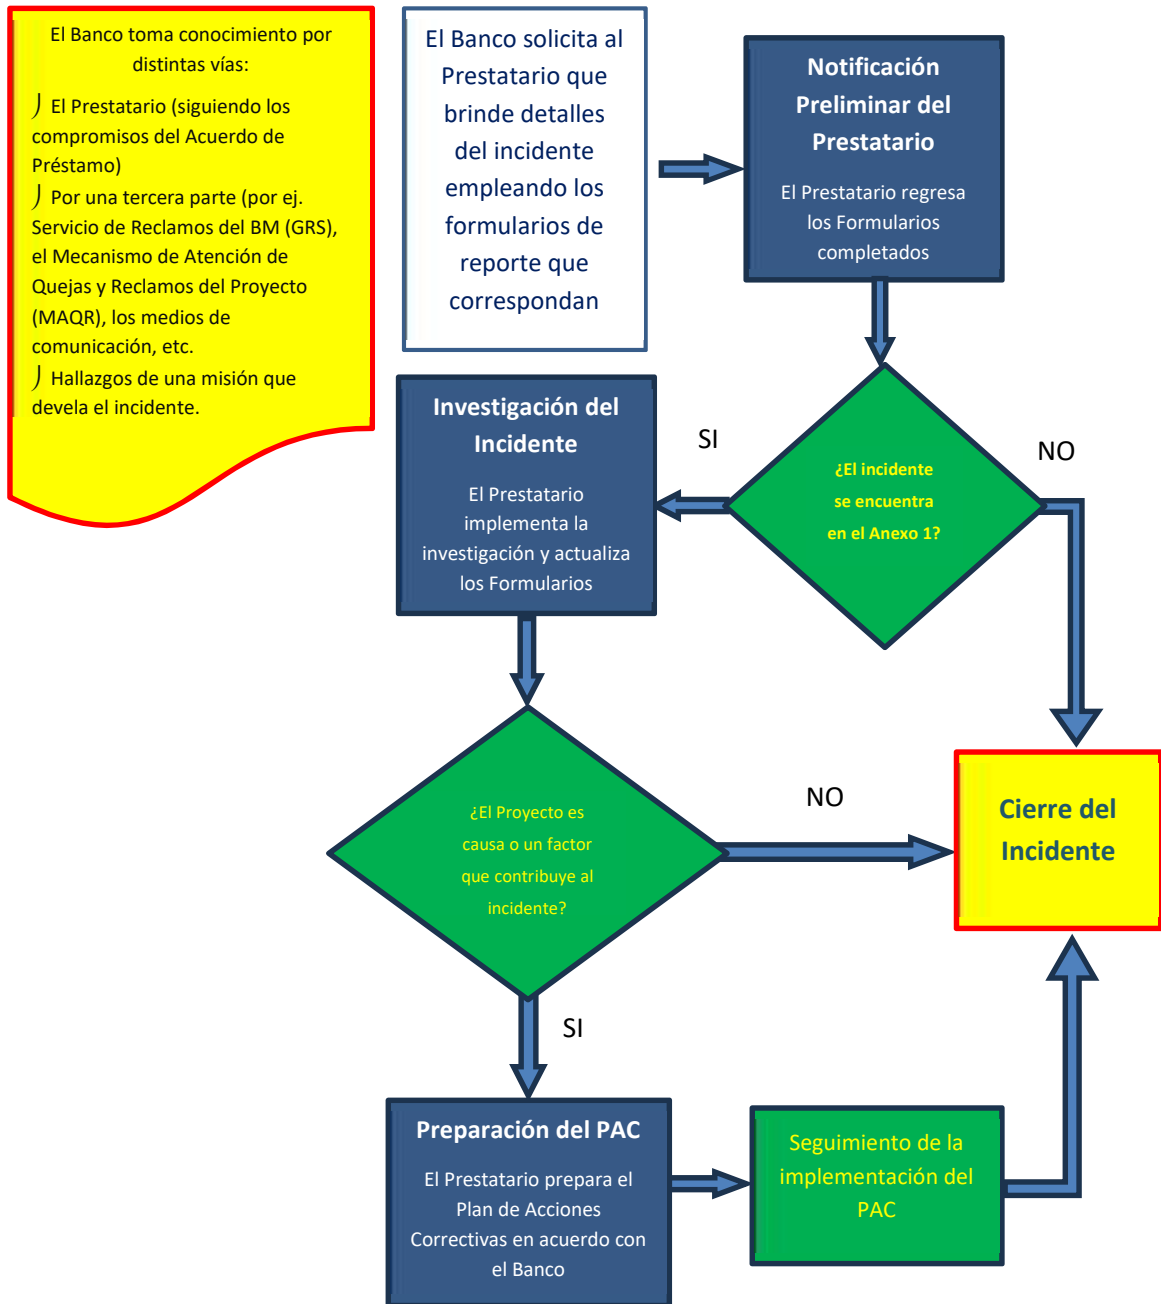 El Banco toma conocimiento por
distintas vías:
⎠ El Prestatario (siguiendo los
compromisos del Acuerdo de
Préstamo)
⎠ Por una tercera parte (por ej.
Servicio de Reclamos del BM (GRS),
el Mecanismo de Atención de
Quejas y Reclamos del Proyecto
(MAQR), los medios de
comunicación, etc.
⎠ Hallazgos de una misión que
devela el incidente.
El Banco solicita al
Prestatario que
brinde detalles
del incidente
empleando los
formularios de
reporte que
correspondan
Notificación
Preliminar del
Prestatario
El Prestatario regresa
los Formularios
completados
¿El incidente
se encuentra
en el Anexo 1?
SI
NO
Investigación del
Incidente
El Prestatario
implementa la
investigación y actualiza
los Formularios
¿El Proyecto es
causa o un factor
que contribuye al
incidente?
NO
SI
Cierre del
Incidente
Preparación del PAC
El Prestatario prepara el
Plan de Acciones
Correctivas en acuerdo con
el Banco
Seguimiento de la
implementación del
PAC